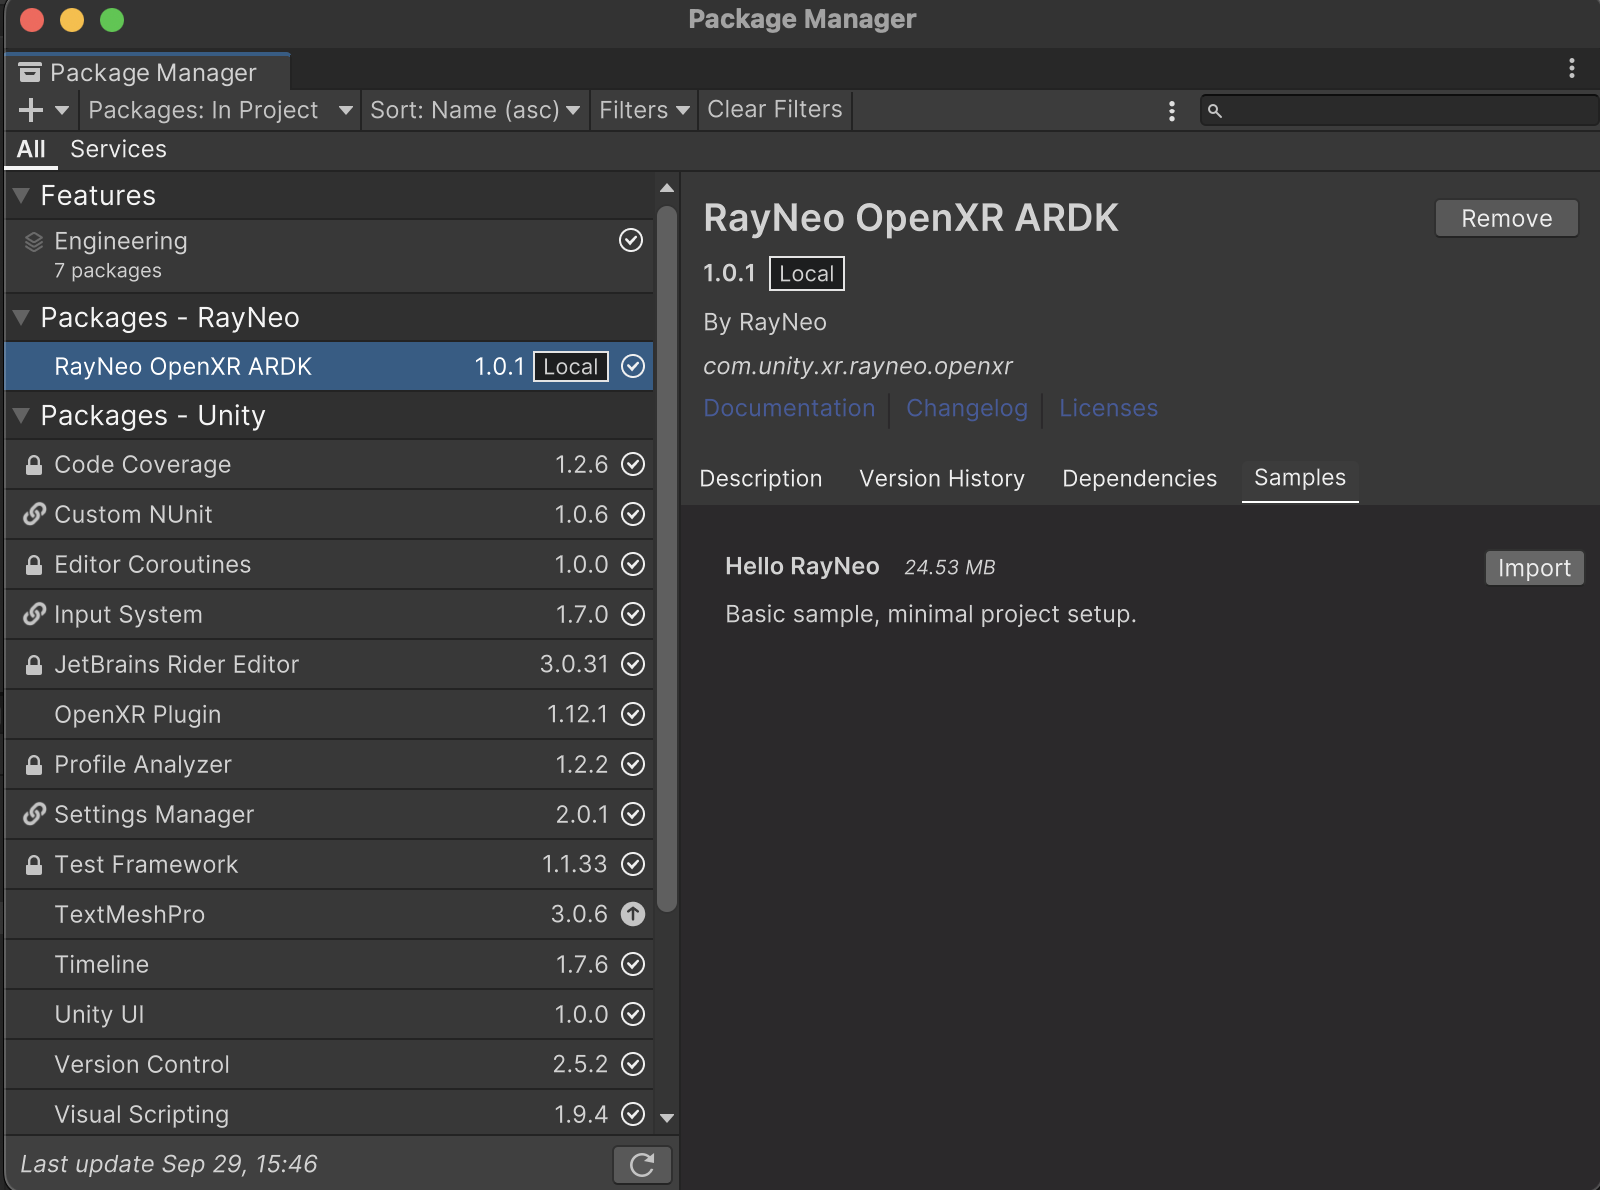 Package Manager
Package Manager
Packages: In Project Sort: Name (asc) Filters Clear Filters
All Services
Features
Engineering
7 packages
Packages - RayNeo
RayNeo OpenXR ARDK 1.0.1 Local
Packages - Unity
Code Coverage 1.2.6
Custom NUnit 1.0.6
Editor Coroutines 1.0.0
Input System 1.7.0
JetBrains Rider Editor 3.0.31
OpenXR Plugin 1.12.1
Profile Analyzer 1.2.2
Settings Manager 2.0.1
Test Framework 1.1.33
TextMeshPro 3.0.6
Timeline 1.7.6
Unity UI 1.0.0
Version Control 2.5.2
Visual Scripting 1.9.4
Last update Sep 29, 15:46
RayNeo OpenXR ARDK Remove
1.0.1 Local
By RayNeo
com.unity.xr.rayneo.openxr
Documentation Changelog Licenses
Description Version History Dependencies Samples
Hello RayNeo 24.53 MB Import
Basic sample, minimal project setup.